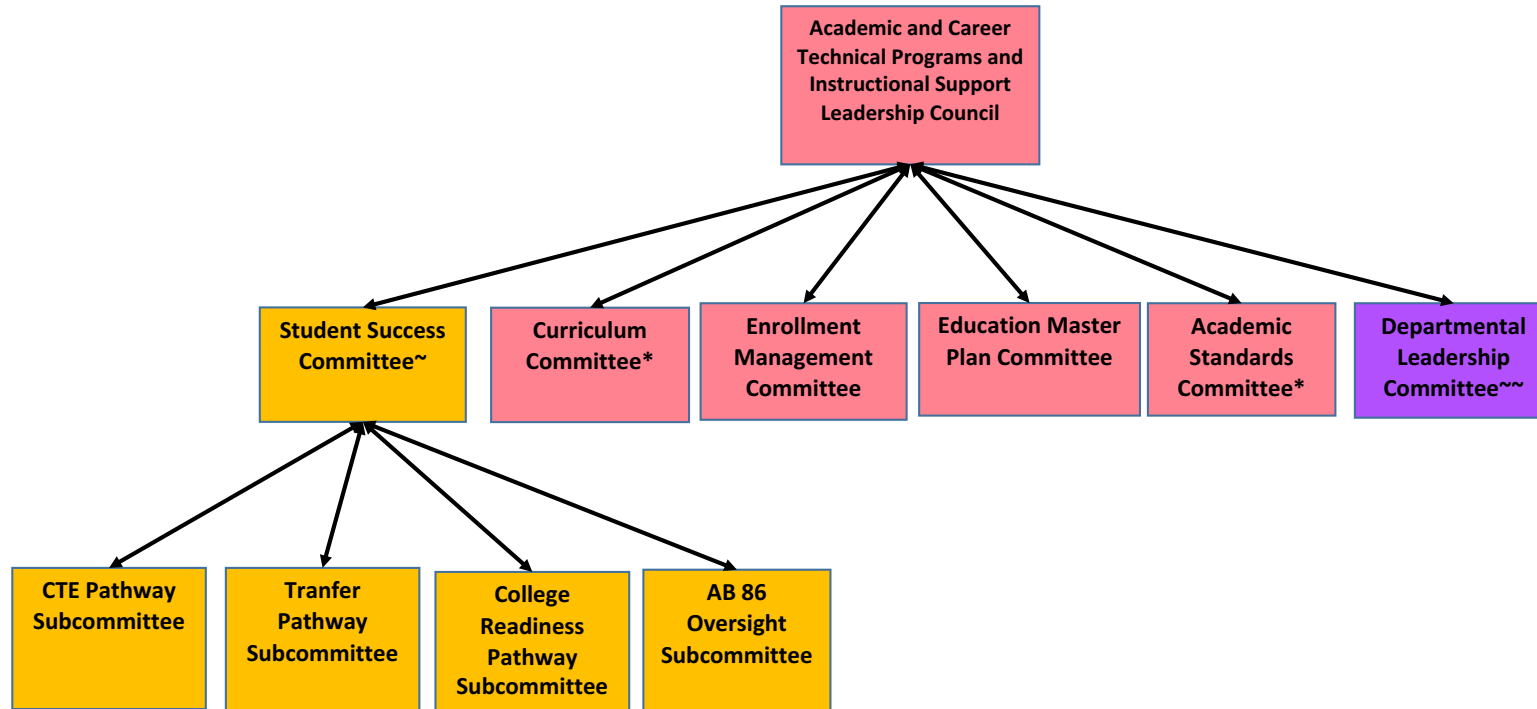 Academic and Career
Technical Programs and
Instructional Support
Leadership Council
Student Success
Committee~
Curriculum
Committee*
Enrollment
Management
Committee
Education Master
Plan Committee
Academic
Standards
Committee*
Departmental
Leadership
Committee~~
CTE Pathway
Subcommittee
Tranfer
Pathway
Subcommittee
College
Readiness
Pathway
Subcommittee
AB 86
Oversight
Subcommittee